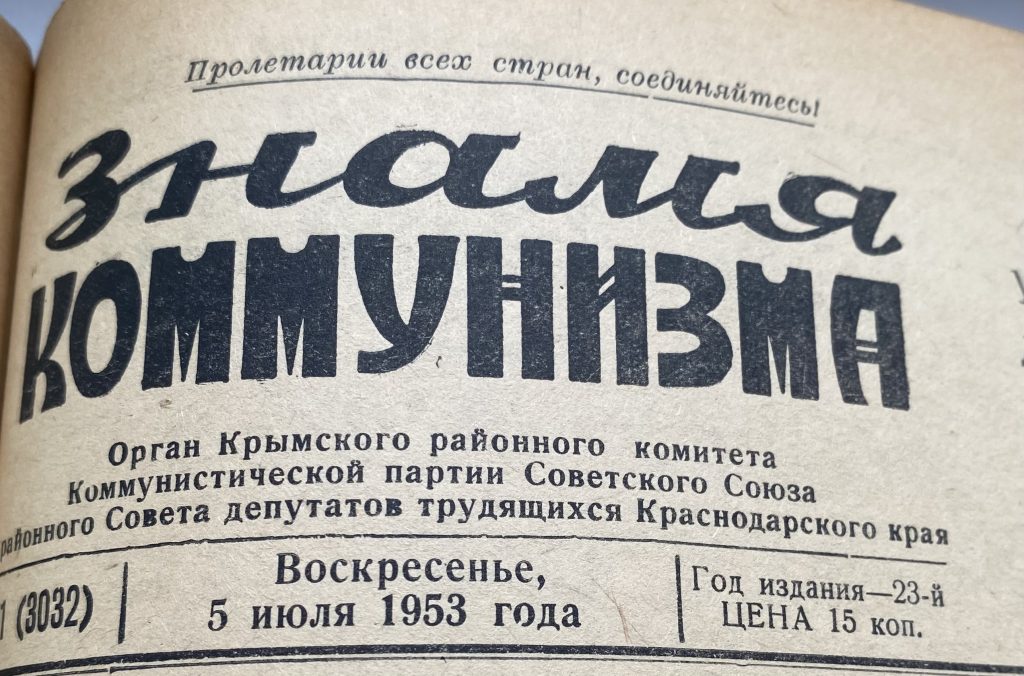 Пролетарии всех стран, соединяйтесь!
Знамя
КОММУНИЗМА
Орган Крымского районного комитета
Коммунистической партии Советского Союза
районного Совета депутатов трудящихся Краснодарского края
1 (3032)
Воскресенье,
5 июля 1953 года
Год издания—23-й
ЦЕНА 15 коп.